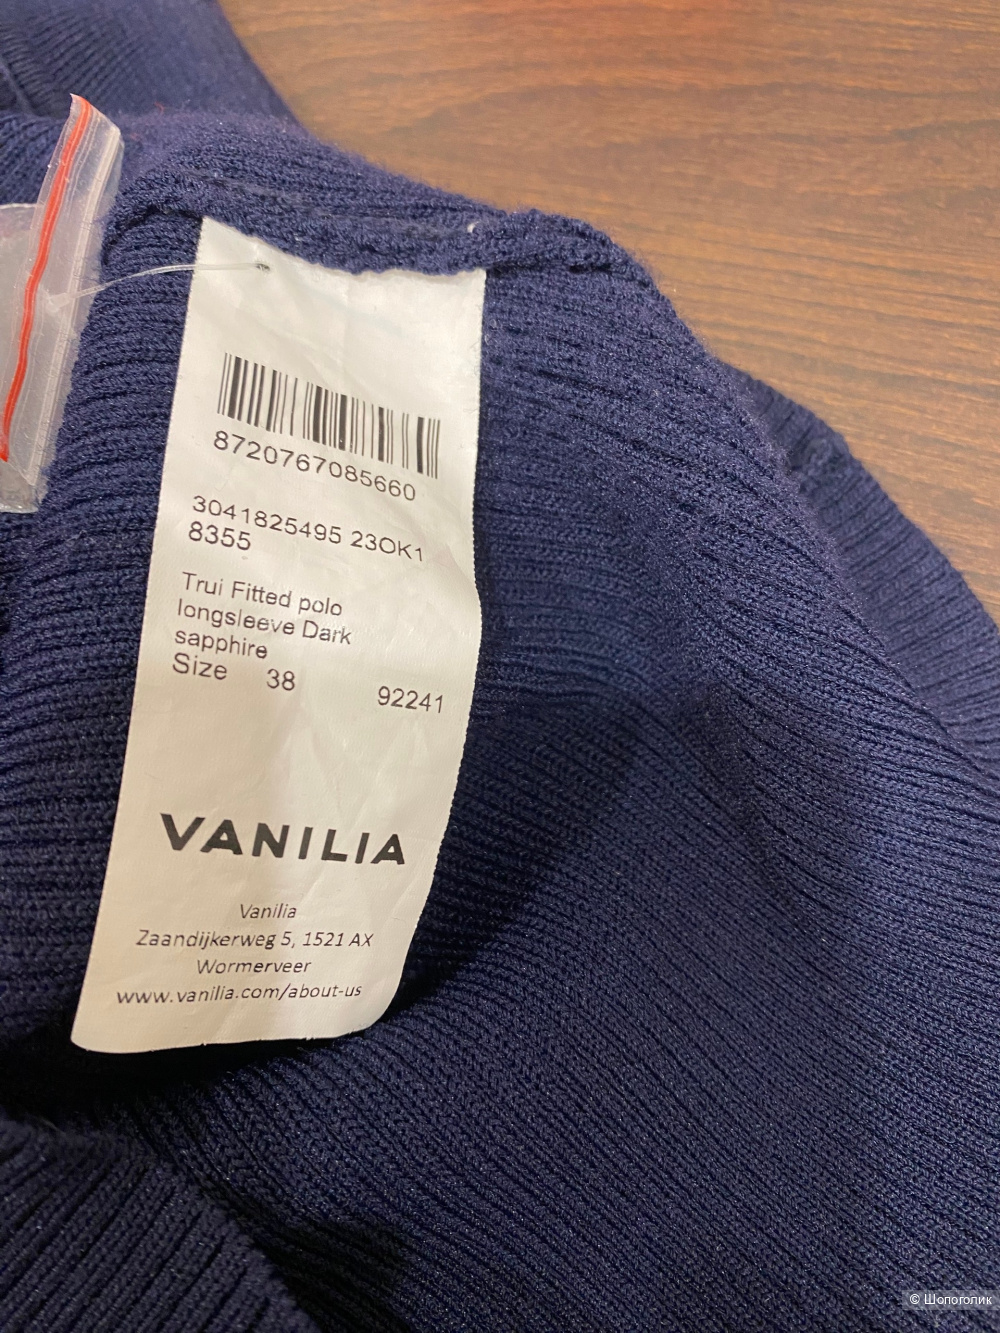 8720767085660
3041825495 23OK1
8355
Trui Fitted polo
longsleeve Dark
sapphire
Size 38 92241
VANILIA
Vanilia
Zaandijkerweg 5, 1521 AX
Wormerveer
www.vanilia.com/about-us
© Шопоголик